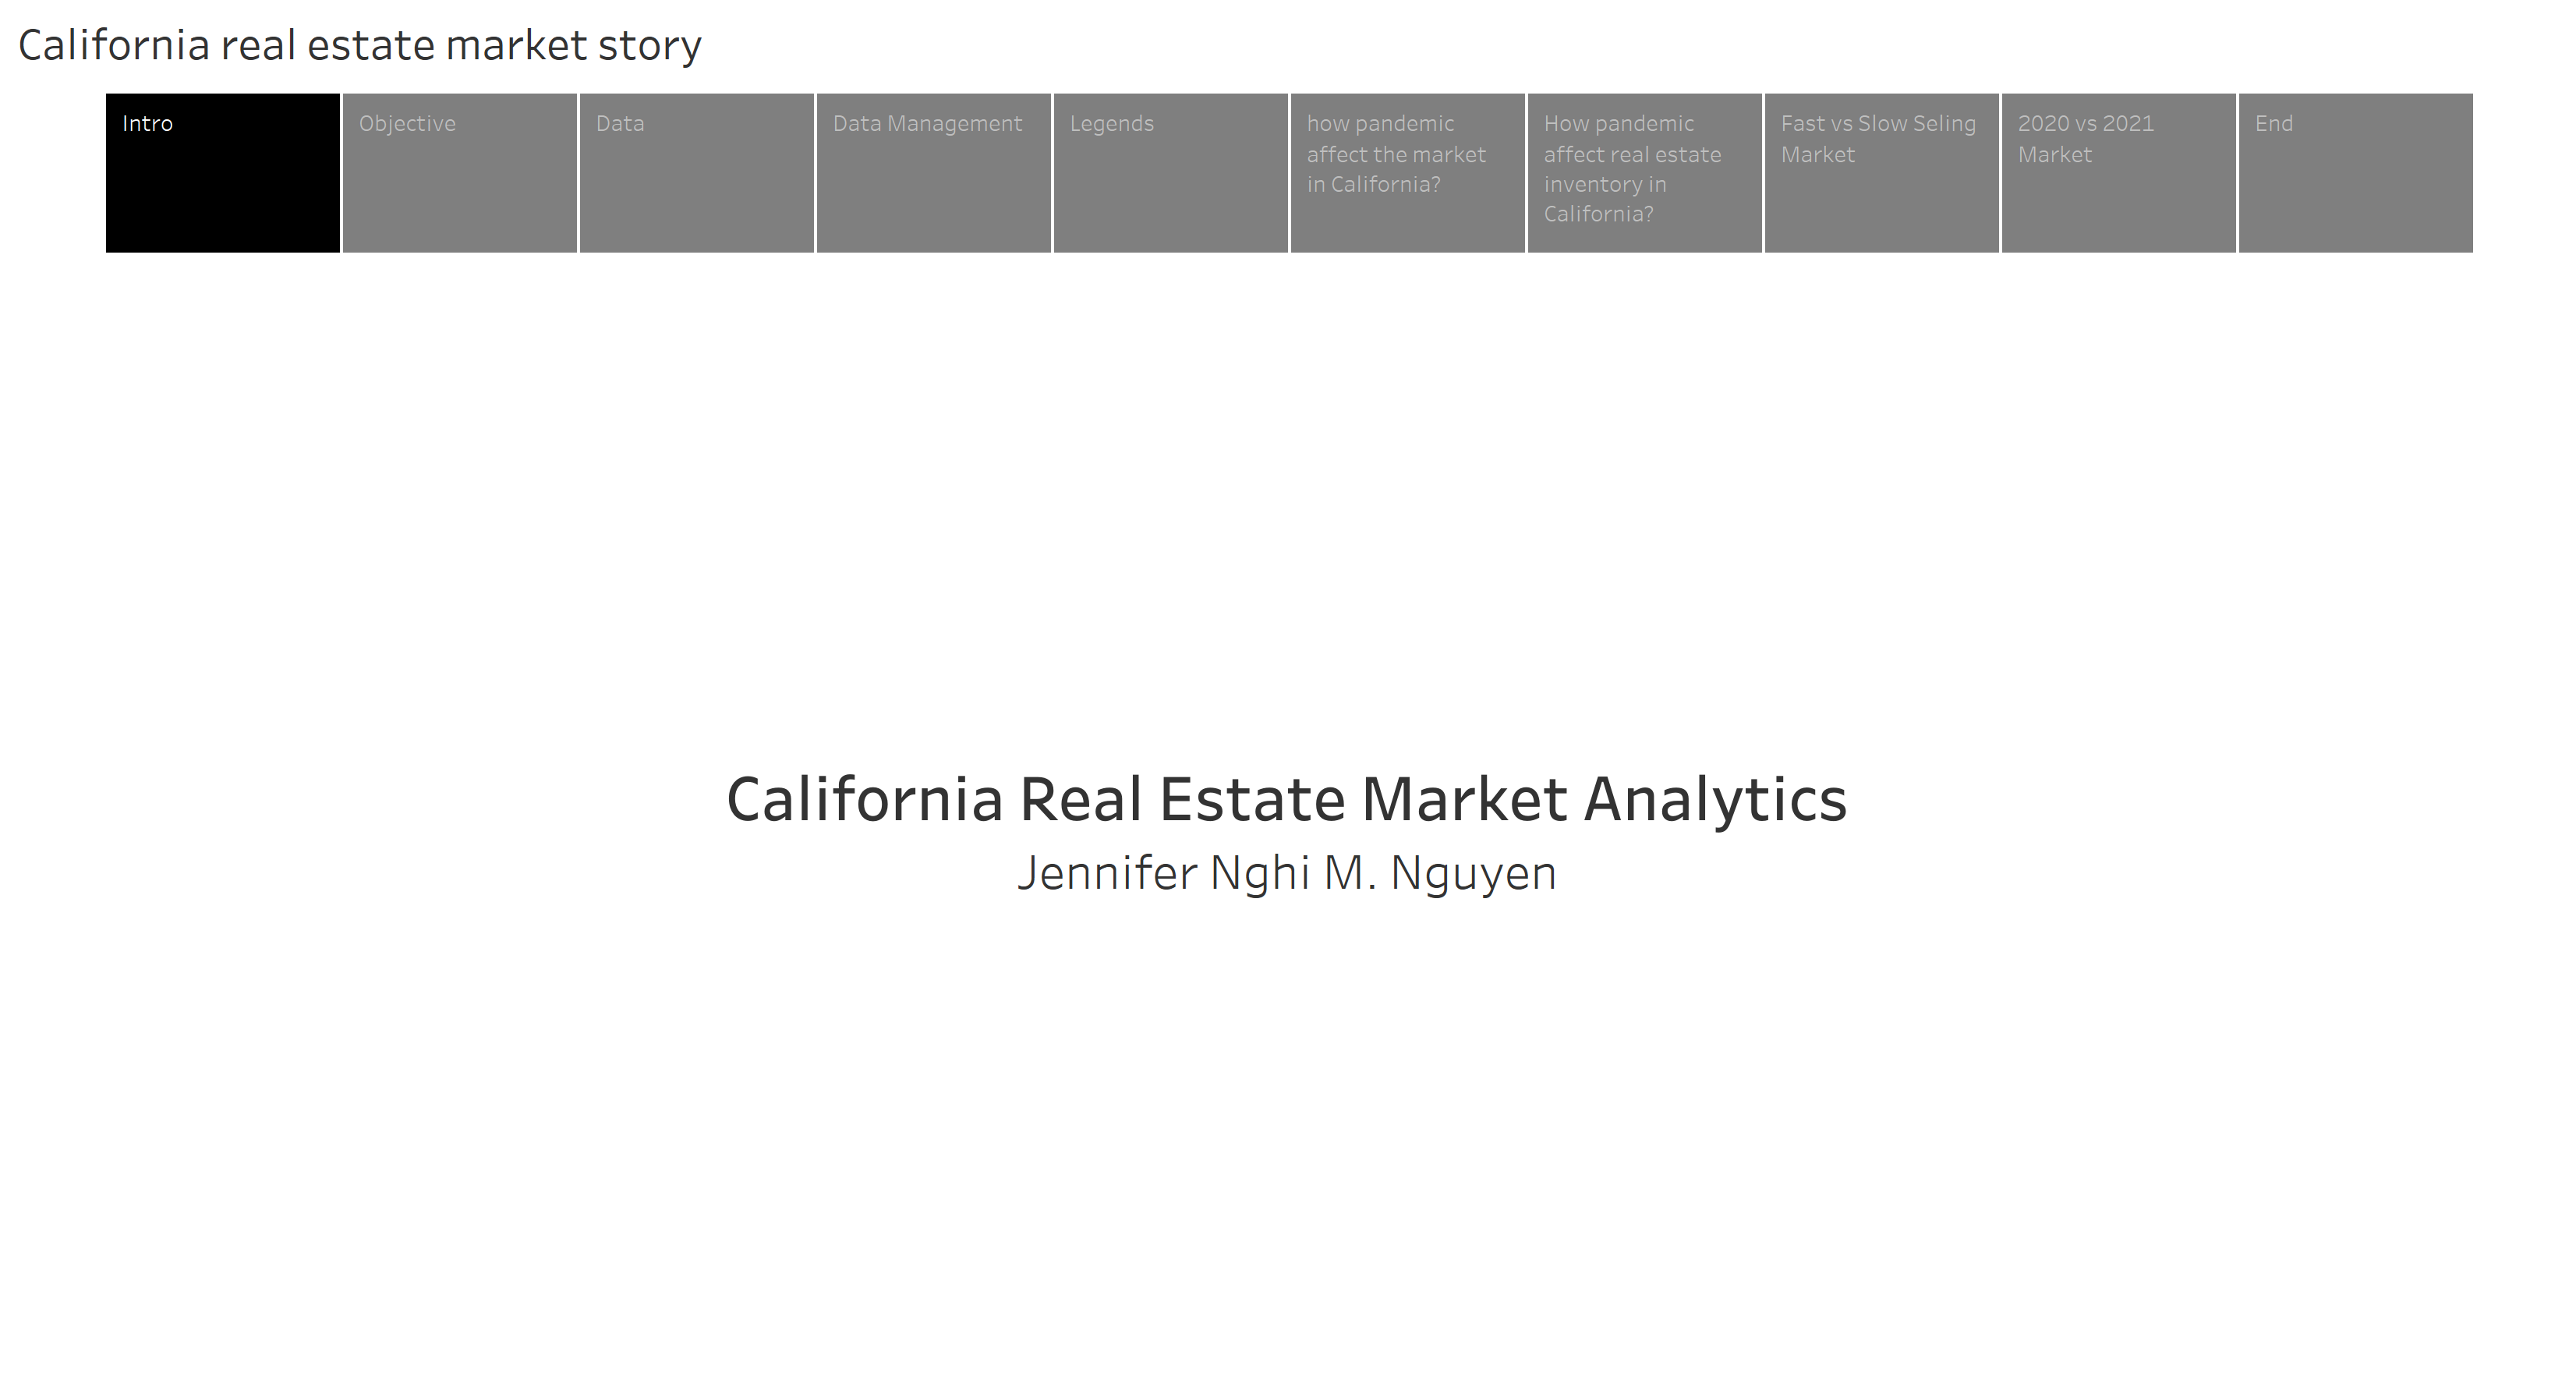 California real estate market story
Intro
Objective
Data
Data Management
Legends
how pandemic
affect the market
in California?
How pandemic
affect real estate
inventory in
California?
Fast vs Slow Seling
Market
2020 vs 2021
Market
End
California Real Estate Market Analytics
Jennifer Nghi M. Nguyen